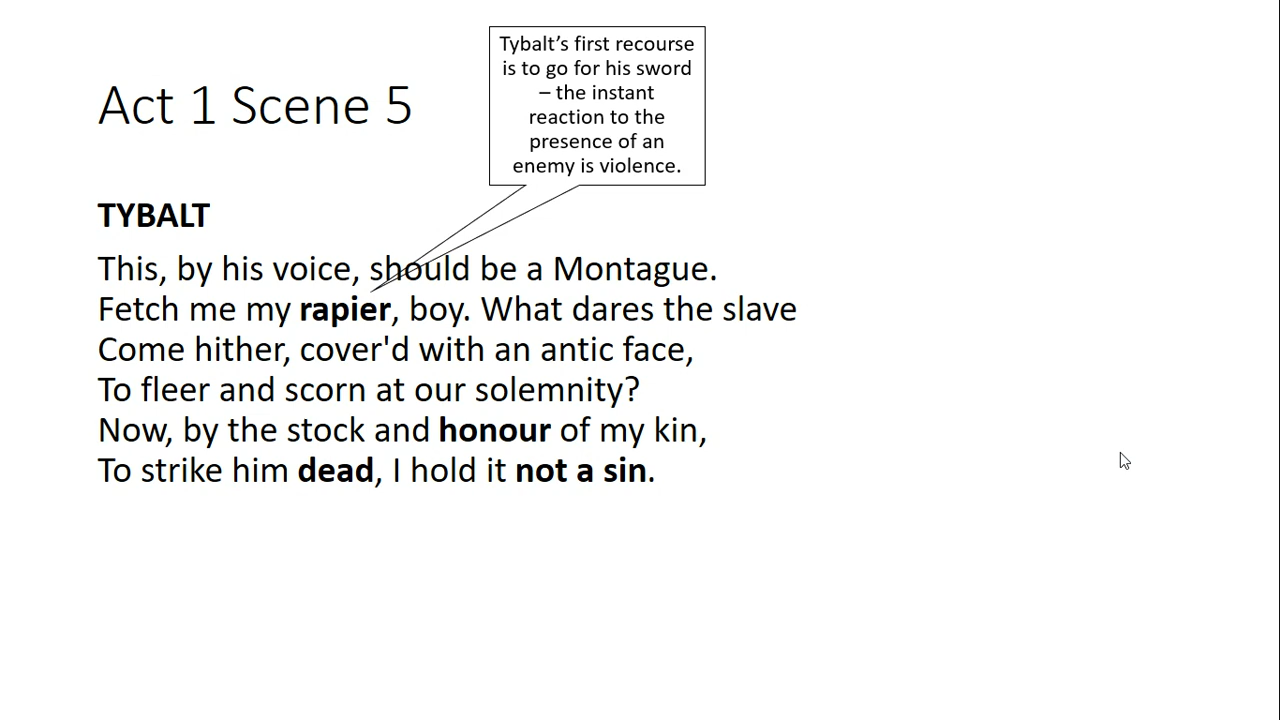 Tybalt’s first recourse
is to go for his sword
– the instant
reaction to the
presence of an
enemy is violence.
Act 1 Scene 5
TYBALT
This, by his voice, should be a Montague.
Fetch me my rapier, boy. What dares the slave
Come hither, cover'd with an antic face,
To fleer and scorn at our solemnity?
Now, by the stock and honour of my kin,
To strike him dead, I hold it not a sin.